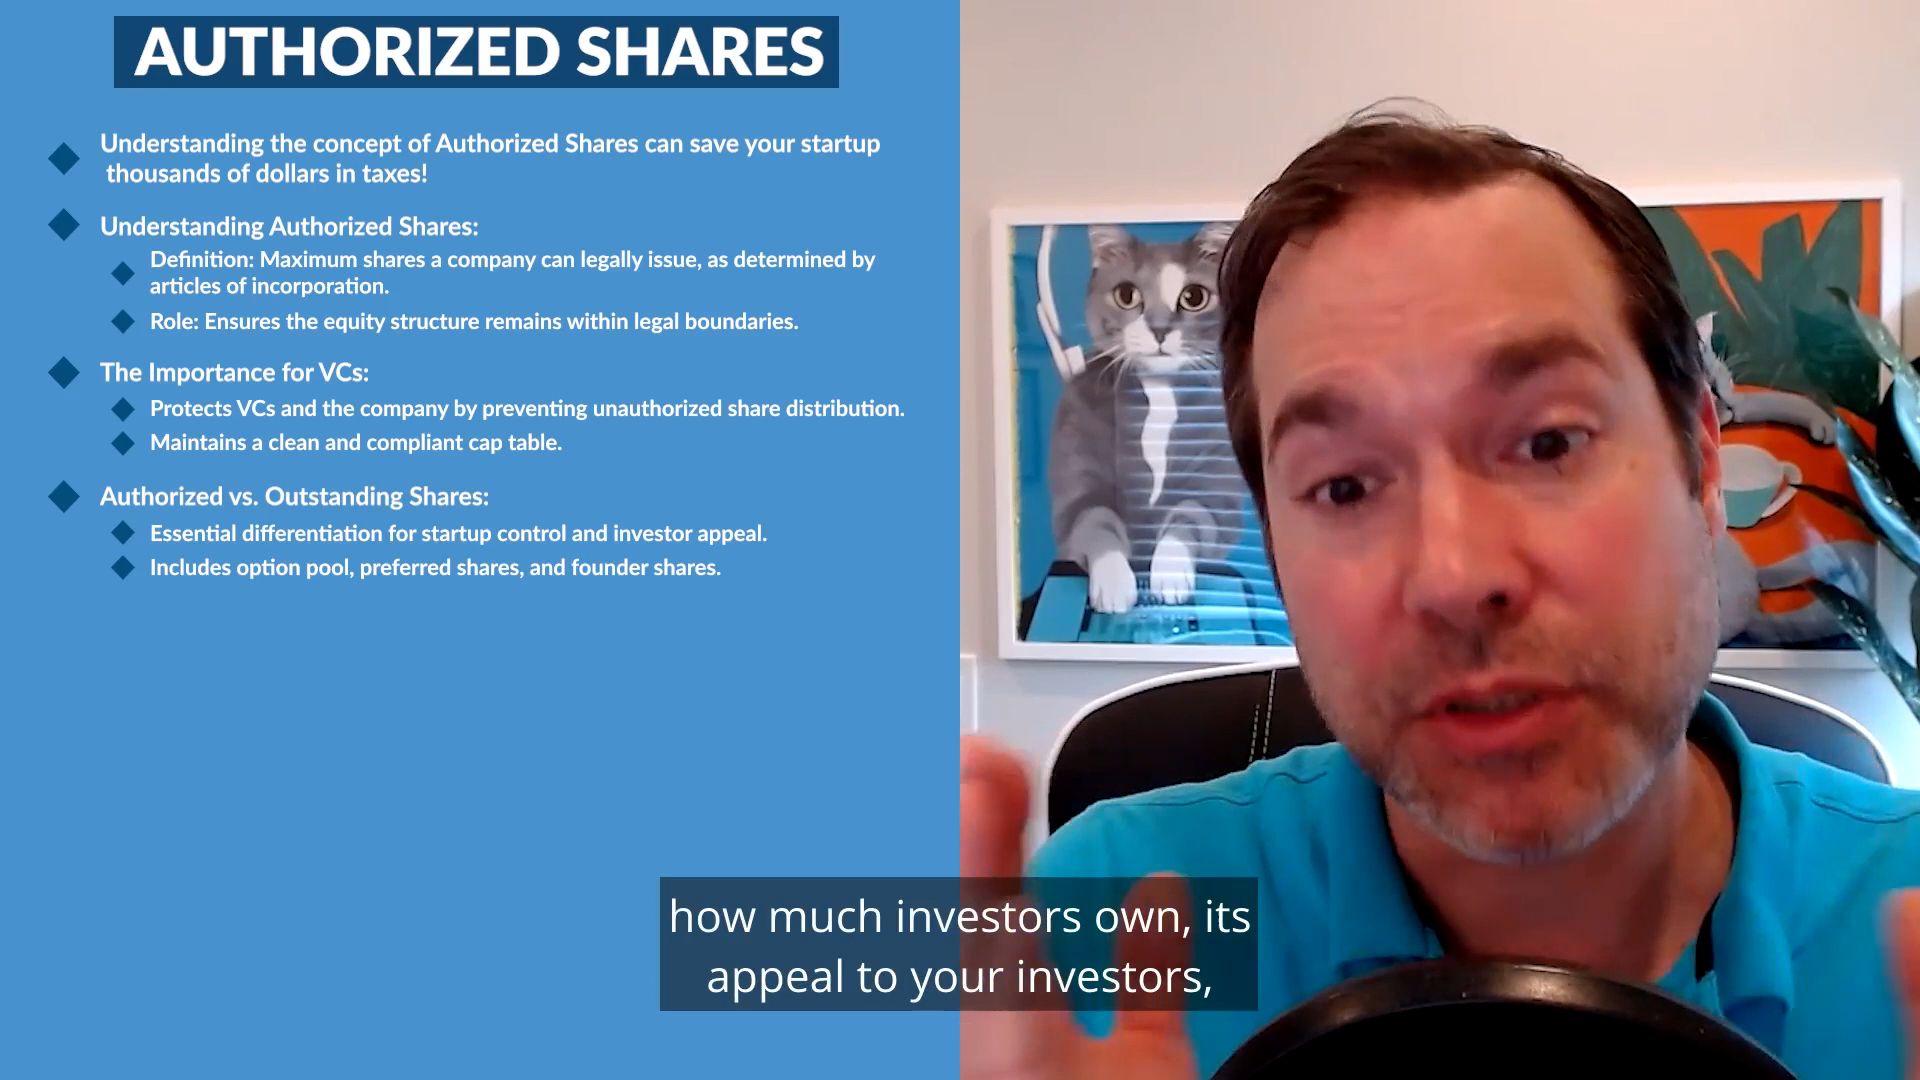 AUTHORIZED SHARES
Understanding the concept of Authorized Shares can save your startup
thousands of dollars in taxes!
Understanding Authorized Shares:
Definition: Maximum shares a company can legally issue, as determined by
articles of incorporation.
Role: Ensures the equity structure remains within legal boundaries.
The Importance for VCs:
Protects VCs and the company by preventing unauthorized share distribution.
Maintains a clean and compliant cap table.
Authorized vs. Outstanding Shares:
Essential differentiation for startup control and investor appeal.
Includes option pool, preferred shares, and founder shares.
how much investors own, its
appeal to your investors,